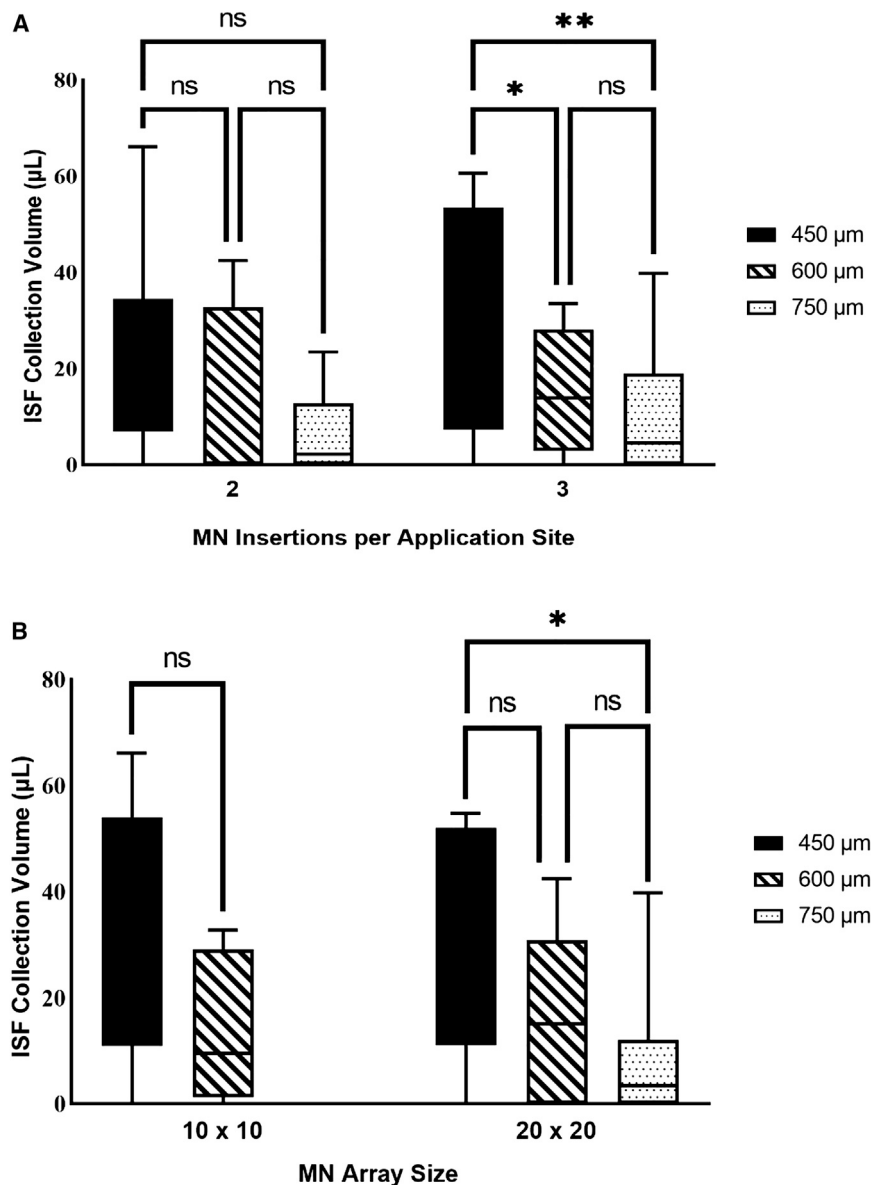 A
ns
**
ns
ns
*
ns
80
60
40
20
0
ISF Collection Volume (µL)
2
3
MN Insertions per Application Site
450 µm
600 µm
750 µm
B
*
ns
ns
ns
80
60
40
20
0
ISF Collection Volume (µL)
10 x 10
20 x 20
MN Array Size
450 µm
600 µm
750 µm